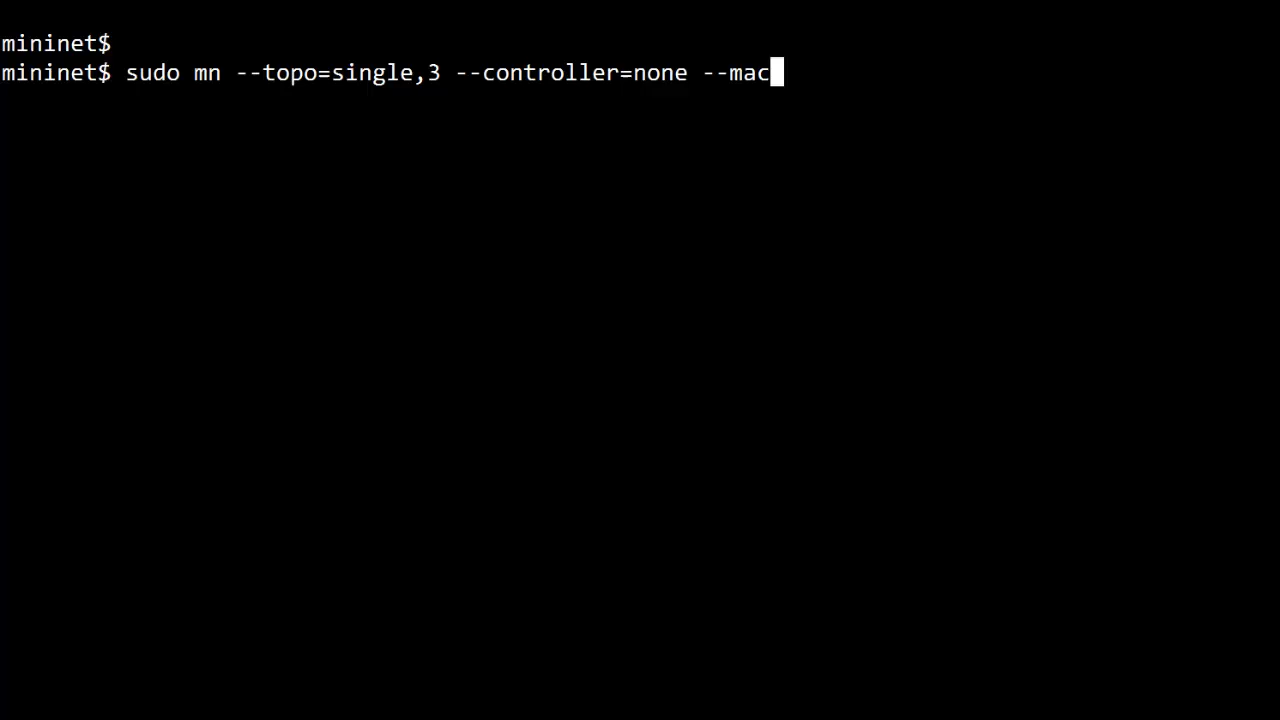 mininet$
mininet$ sudo mn --topo=single,3 --controller=none --mac